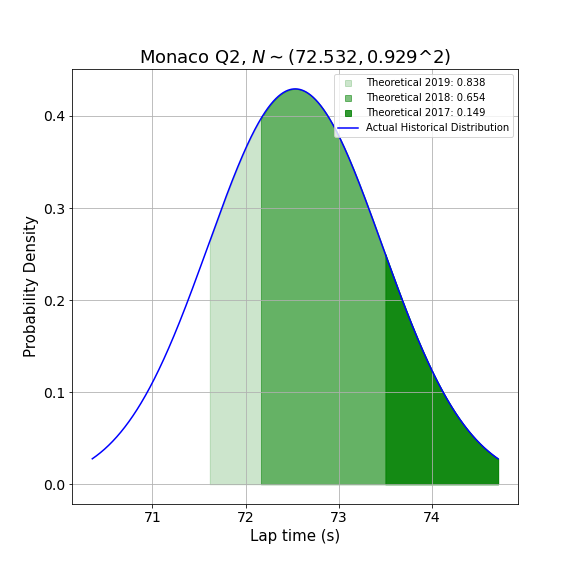 Monaco Q2, N ∼ (72.532, 0.929^2)
Theoretical 2019: 0.838
Theoretical 2018: 0.654
Theoretical 2017: 0.149
Actual Historical Distribution
0.4
0.3
0.2
0.1
0.0
Probability Density
71 72 73 74
Lap time (s)